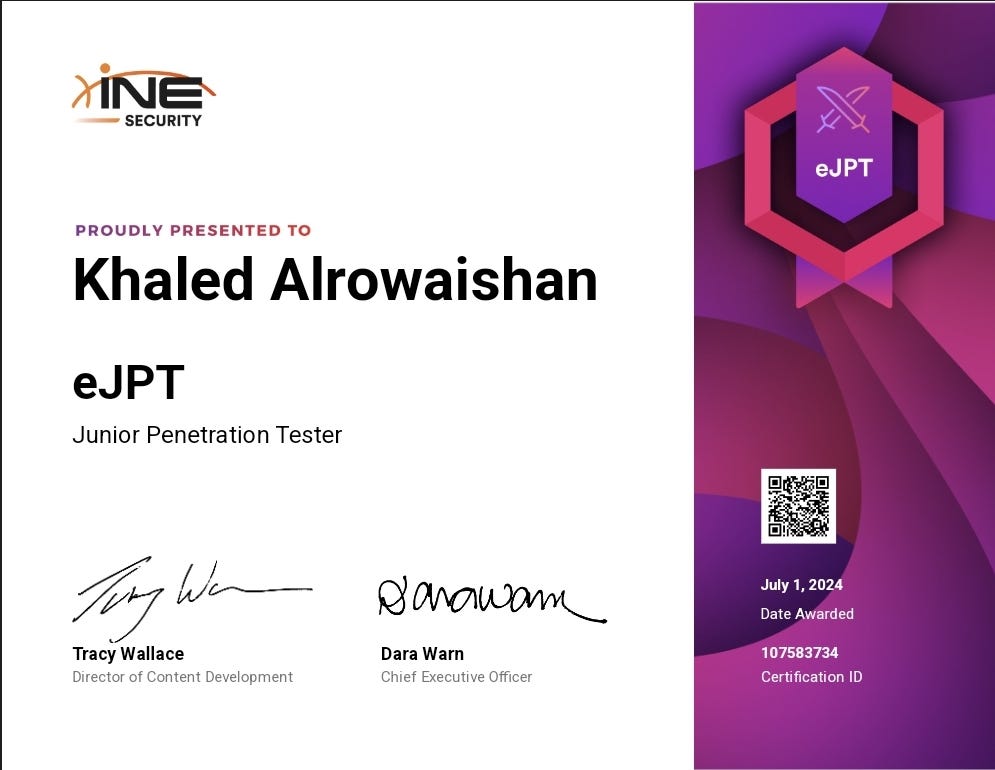 iNE
SECURITY
PROUDLY PRESENTED TO
Khaled Alrowaishan
eJPT
Junior Penetration Tester
Tracy Wallace
Director of Content Development
Dara Warn
Chief Executive Officer
eJPT
July 1, 2024
Date Awarded
107583734
Certification ID